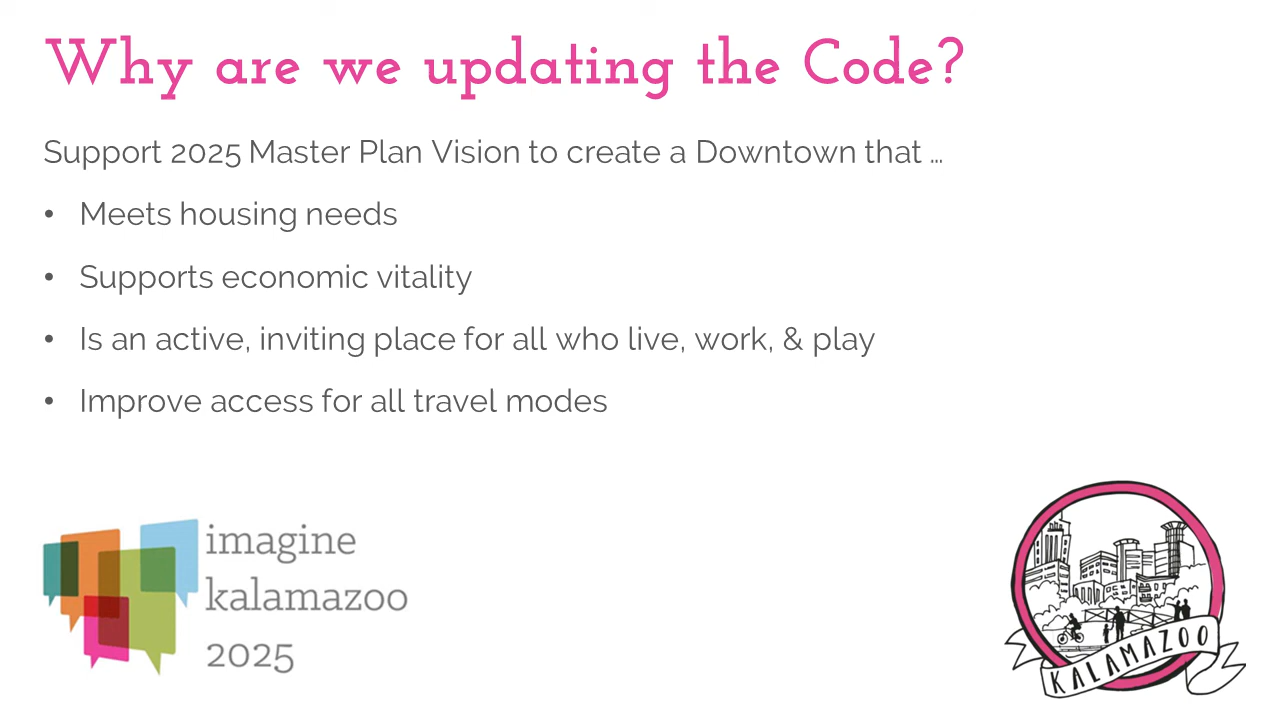 Why are we updating the Code?
Support 2025 Master Plan Vision to create a Downtown that …
• Meets housing needs
• Supports economic vitality
• Is an active, inviting place for all who live, work, & play
• Improve access for all travel modes
imagine
kalamazoo
2025
KALAMAZOO